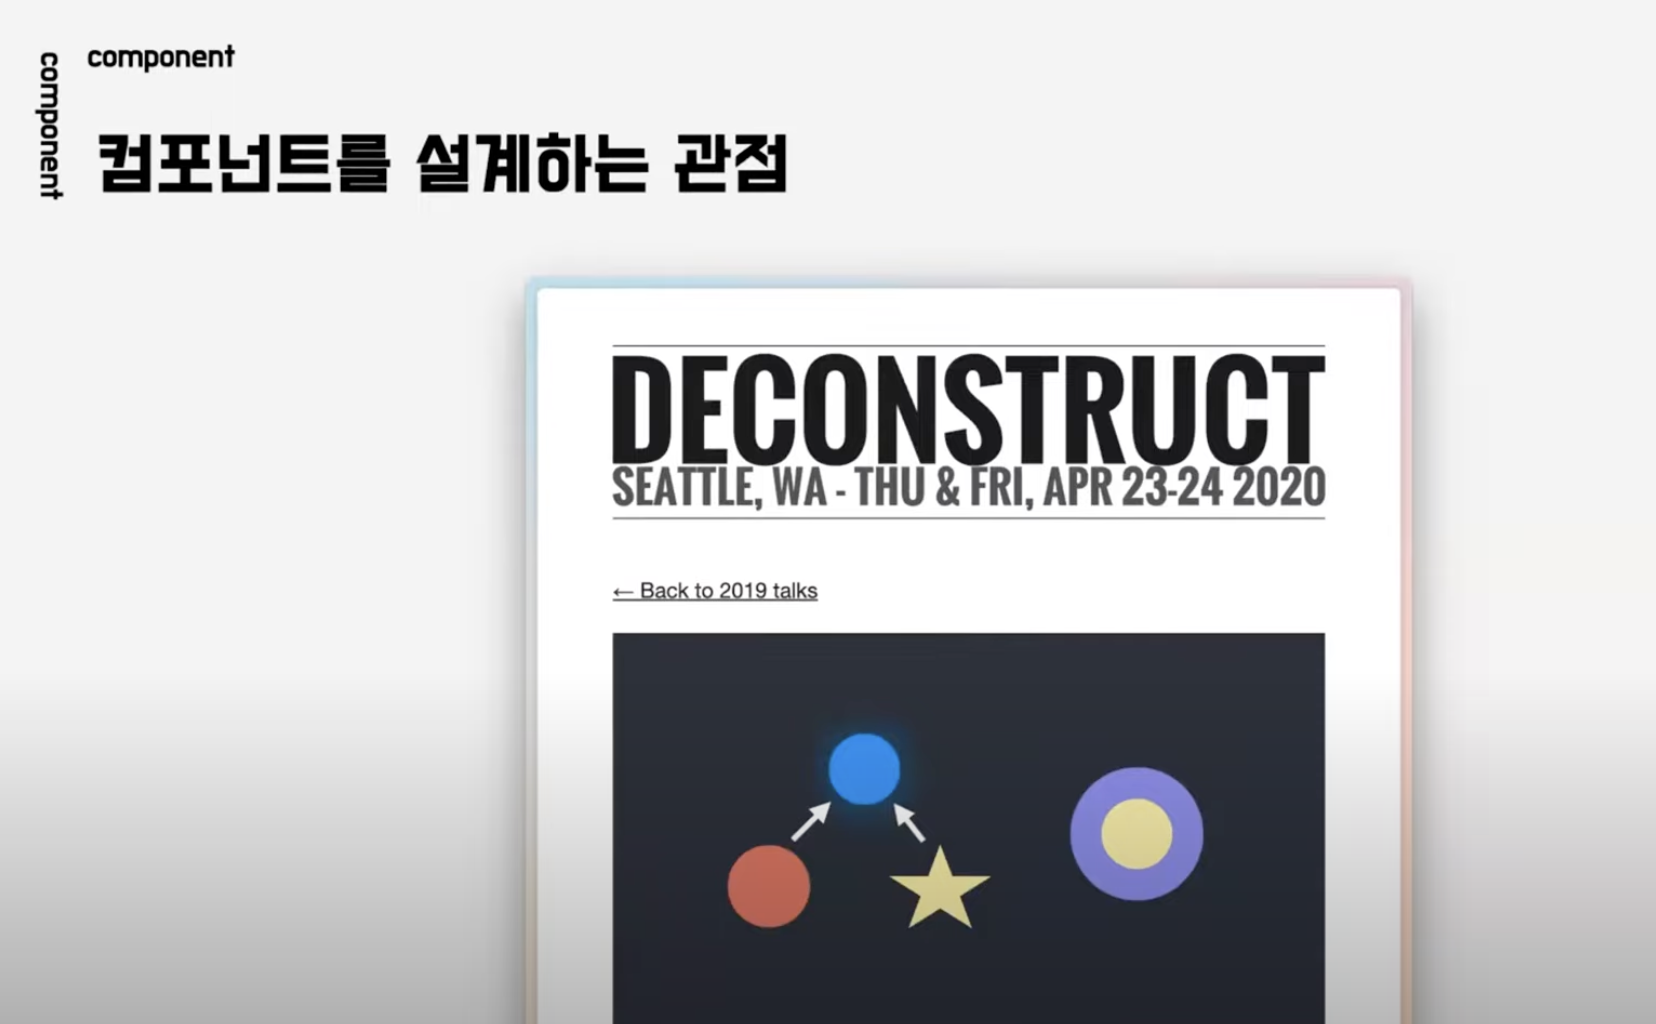 component
component
컴포넌트를 설계하는 관점
DECONSTRUCT
SEATTLE, WA - THU & FRI, APR 23-24 2020
← Back to 2019 talks